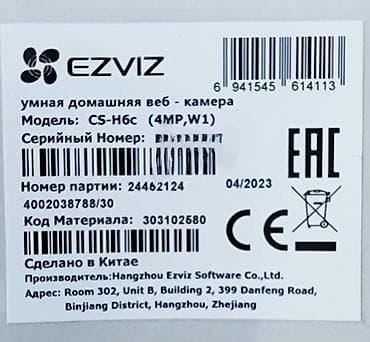 EZVIZ
6 941545 614113
умная домашняя веб - камера
Модель: CS-H6c (4MP,W1)
Серийный Номер:
EAC
Номер партии: 24462124
04/2023
4002038788/30
Код Материала: 303102580
CE
Сделано в Китае
Производитель:Hangzhou Ezviz Software Co.,Ltd.
Адрес: Room 302, Unit B, Building 2, 399 Danfeng Road,
Binjiang District, Hangzhou, Zhejiang